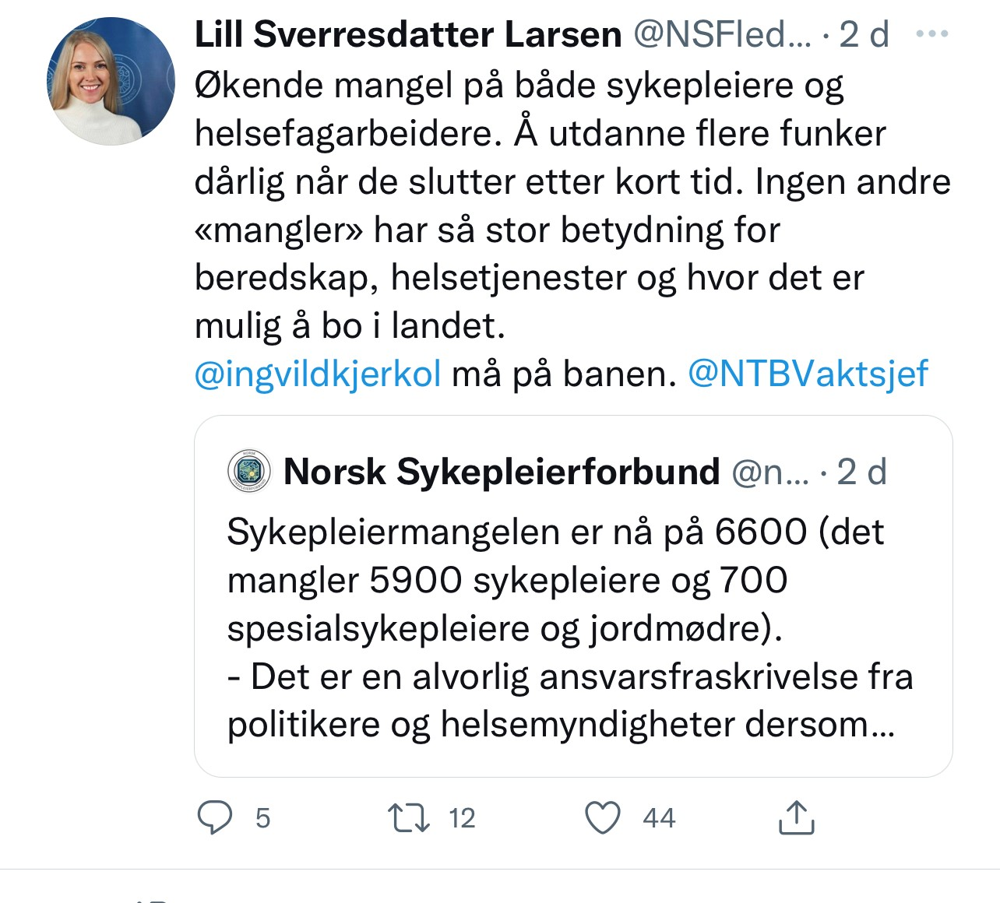 Lill Sverresdatter Larsen @NSFled... · 2 d
Økende mangel på både sykepleiere og
helsefagarbeidere. Å utdanne flere funker
dårlig når de slutter etter kort tid. Ingen andre
«mangler» har så stor betydning for
beredskap, helsetjenester og hvor det er
mulig å bo i landet.
@ingvildkjerkol må på banen. @NTBVaktsjef
Norsk Sykepleierforbund @n... · 2 d
Sykepleiermangelen er nå på 6600 (det
mangler 5900 sykepleiere og 700
spesialsykepleiere og jordmødre).
- Det er en alvorlig ansvarsfraskrivelse fra
politikere og helsemyndigheter dersom...
5 12 44